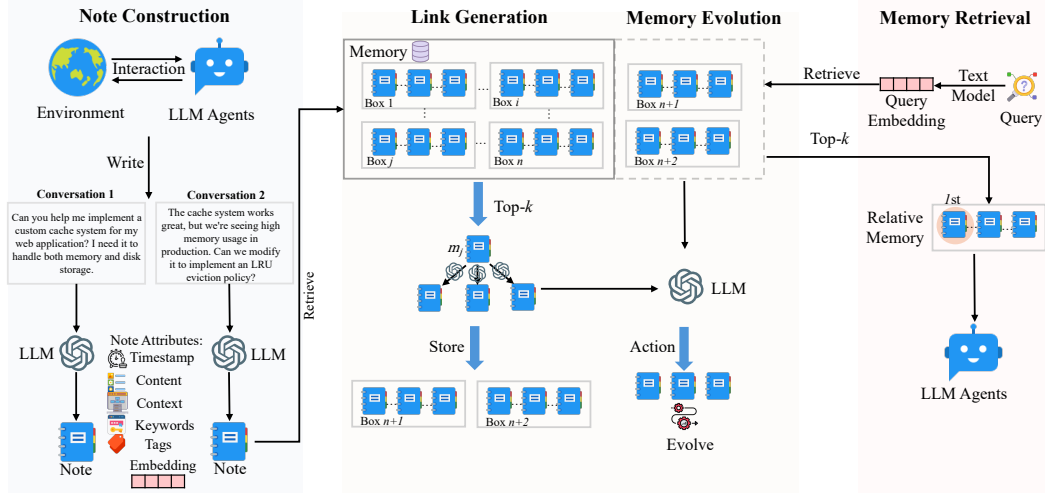 Note Construction
Link Generation
Memory Evolution
Memory Retrieval
Interaction
Environment
LLM Agents
Write
Conversation 1
Can you help me implement a
custom cache system for my
web application? I need it to
handle both memory and disk
storage.
Conversation 2
The cache system works
great, but we're seeing high
memory usage in
production. Can we modify
it to implement an LRU
eviction policy?
LLM
LLM
Note Attributes:
Timestamp
Content
Context
Keywords
Tags
Embedding
Note
Note
Retrieve
Memory
Box 1
...
Box i
...
...
Box j
...
Box n
Box n+1
Box n+2
Top-k
mj
Store
Box n+1
Box n+2
LLM
Action
Evolve
Retrieve
Query
Embedding
Text
Model
Query
Top-k
1st
Relative
Memory
LLM Agents